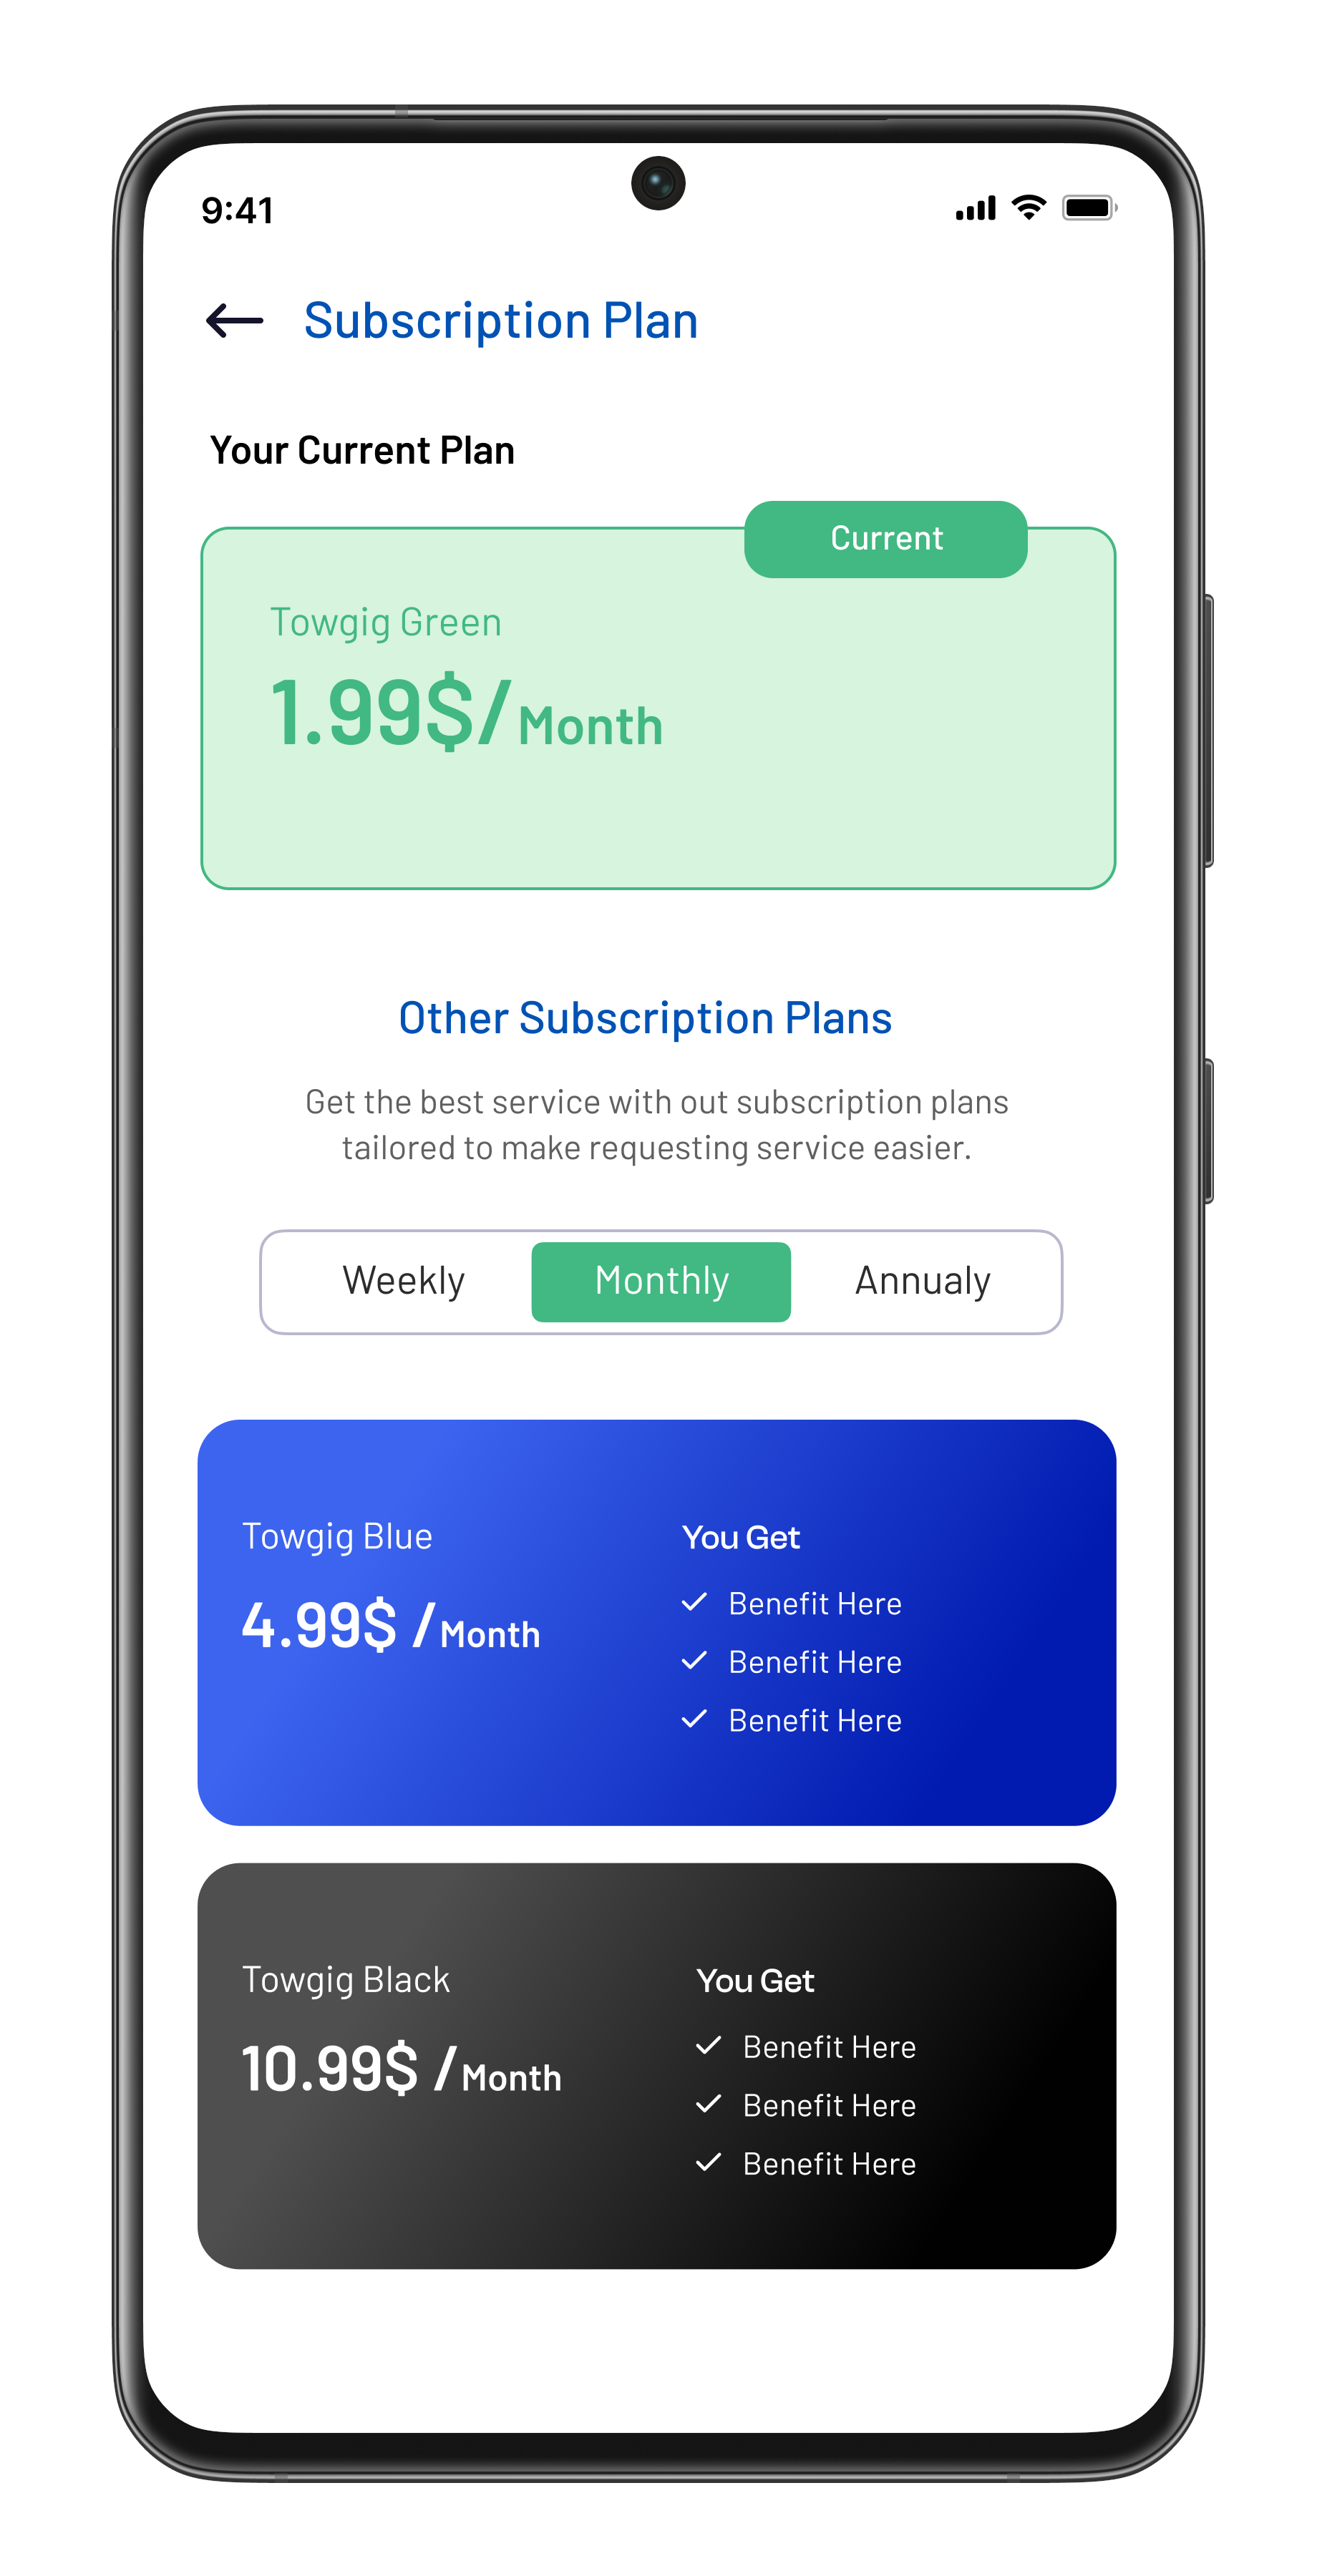 9:41
Subscription Plan
Your Current Plan
Current
Towgig Green
1.99$/Month
Other Subscription Plans
Get the best service with out subscription plans
tailored to make requesting service easier.
Weekly Monthly Annualy
Towgig Blue
4.99$ /Month
You Get
Benefit Here
Benefit Here
Benefit Here
Towgig Black
10.99$ /Month
You Get
Benefit Here
Benefit Here
Benefit Here